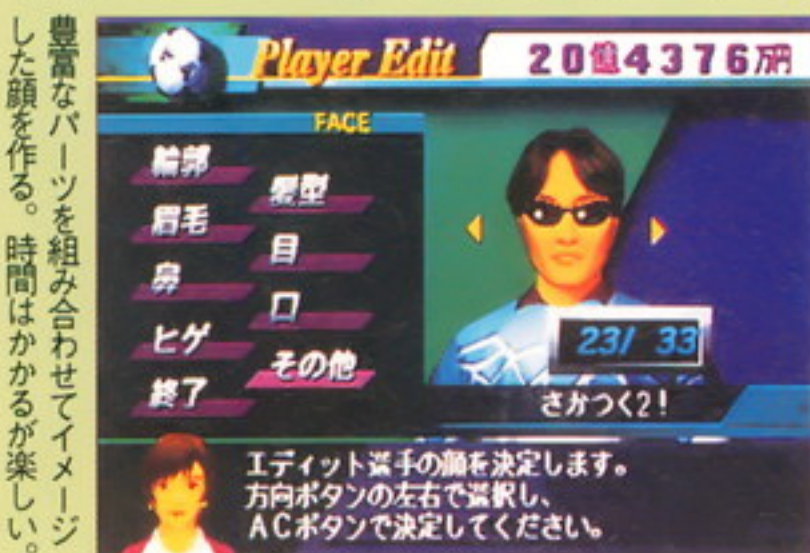 豊富なパーツを組み合わせてイメージ
した顔を作る。時間はかかるが楽しい。
Player Edit
20億4376万円
FACE
輪郭
髪型
眉毛
目
鼻
口
ヒゲ
その他
終了
23/ 33
さかつく2!
エディット選手の顔を決定します。
方向ボタンの左右で選択し、
ACボタンで決定してください。